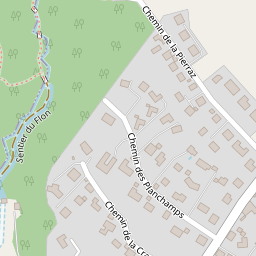 Chemin de la Pierraz
Sentier du Flon
Chemin des Planchamps
Chemin de la Cro